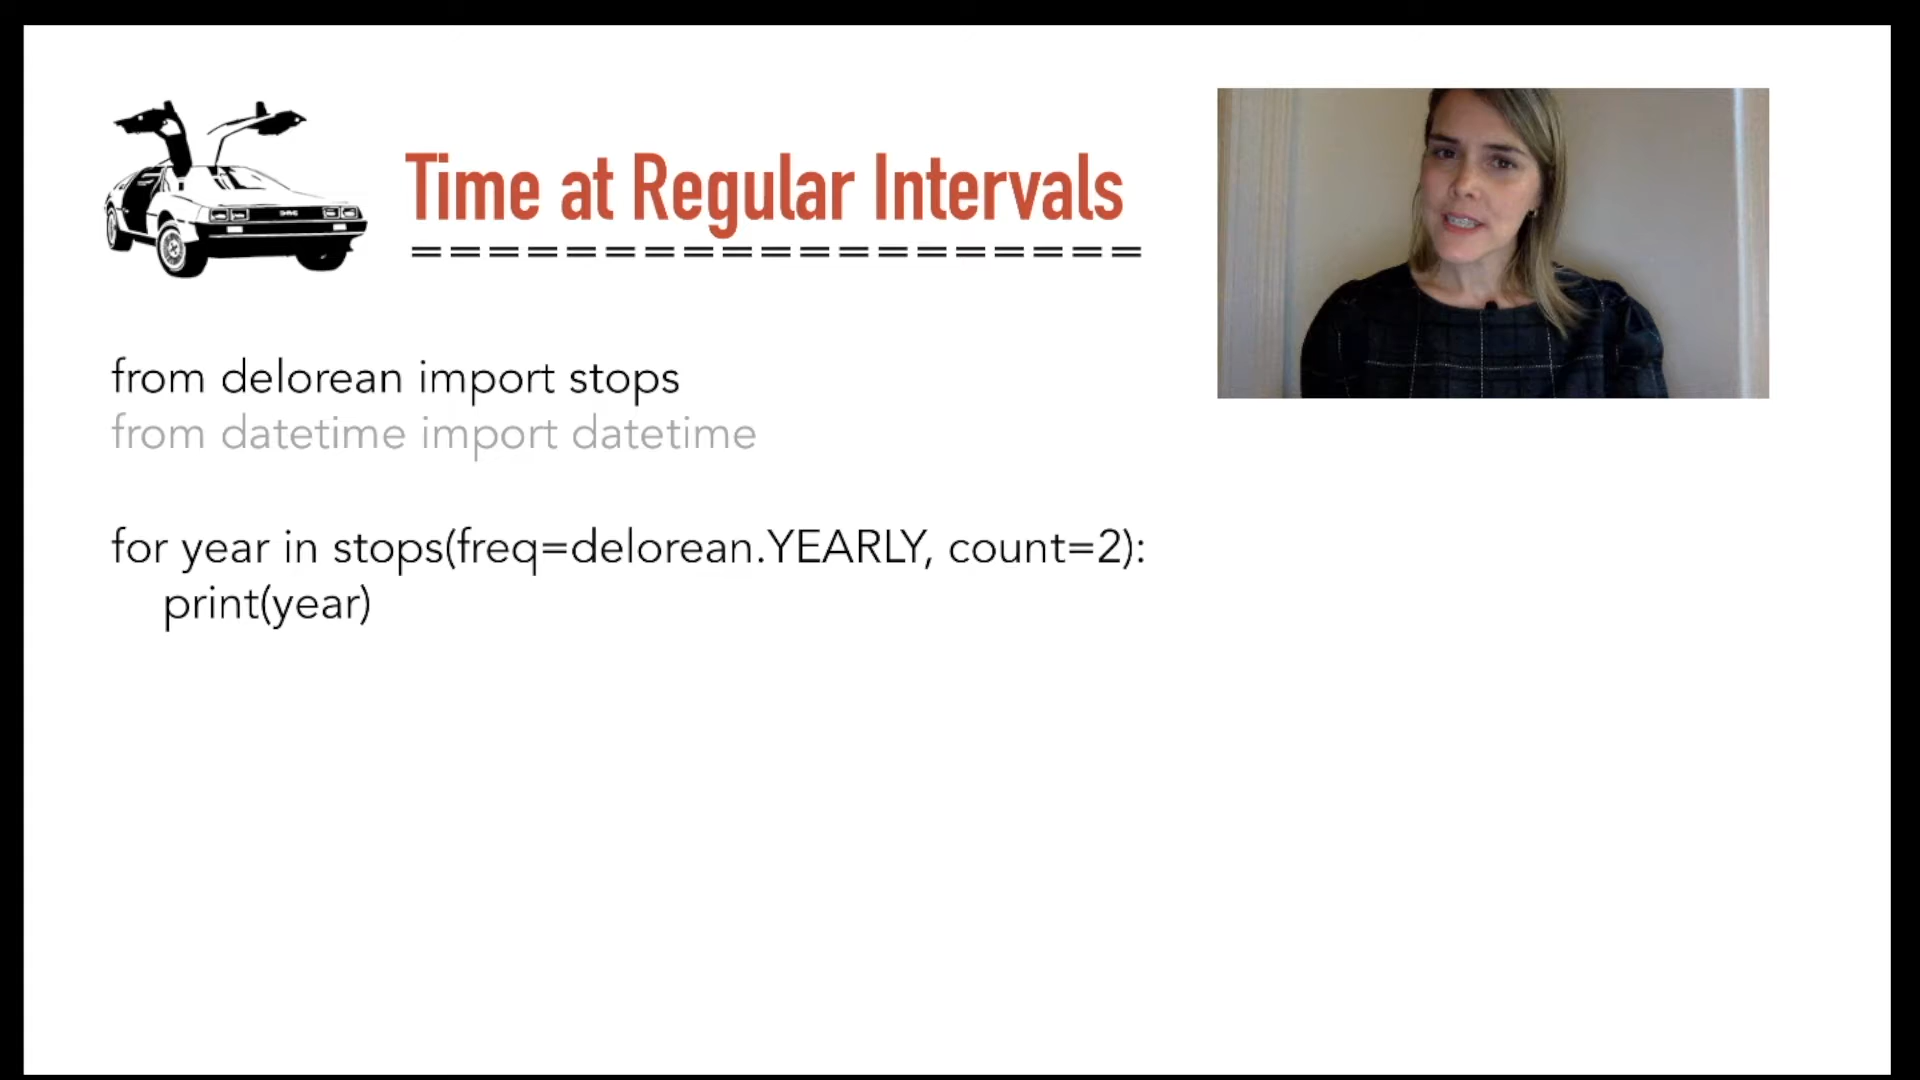 Time at Regular Intervals
===================
from delorean import stops
from datetime import datetime
for year in stops(freq=delorean.YEARLY, count=2):
print(year)